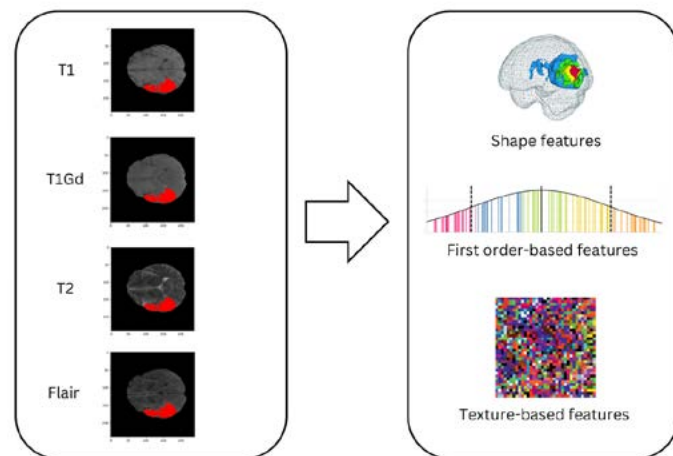 T1
T1Gd
T2
Flair
Shape features
First order-based features
Texture-based features